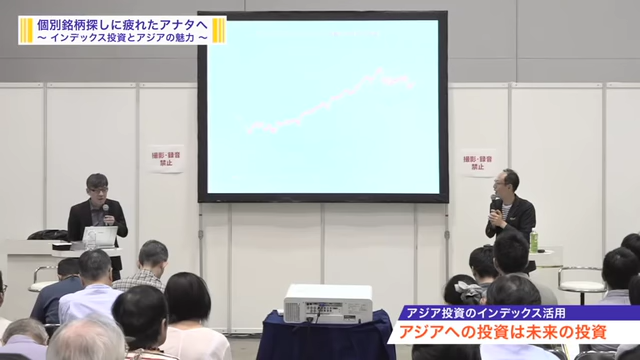 個別銘柄探しに疲れたアナタへ
～ インデックス投資とアジアの魅力 ～
撮影・録音
禁止
撮影・録音
禁止
アジア投資のインデックス活用
アジアへの投資は未来の投資